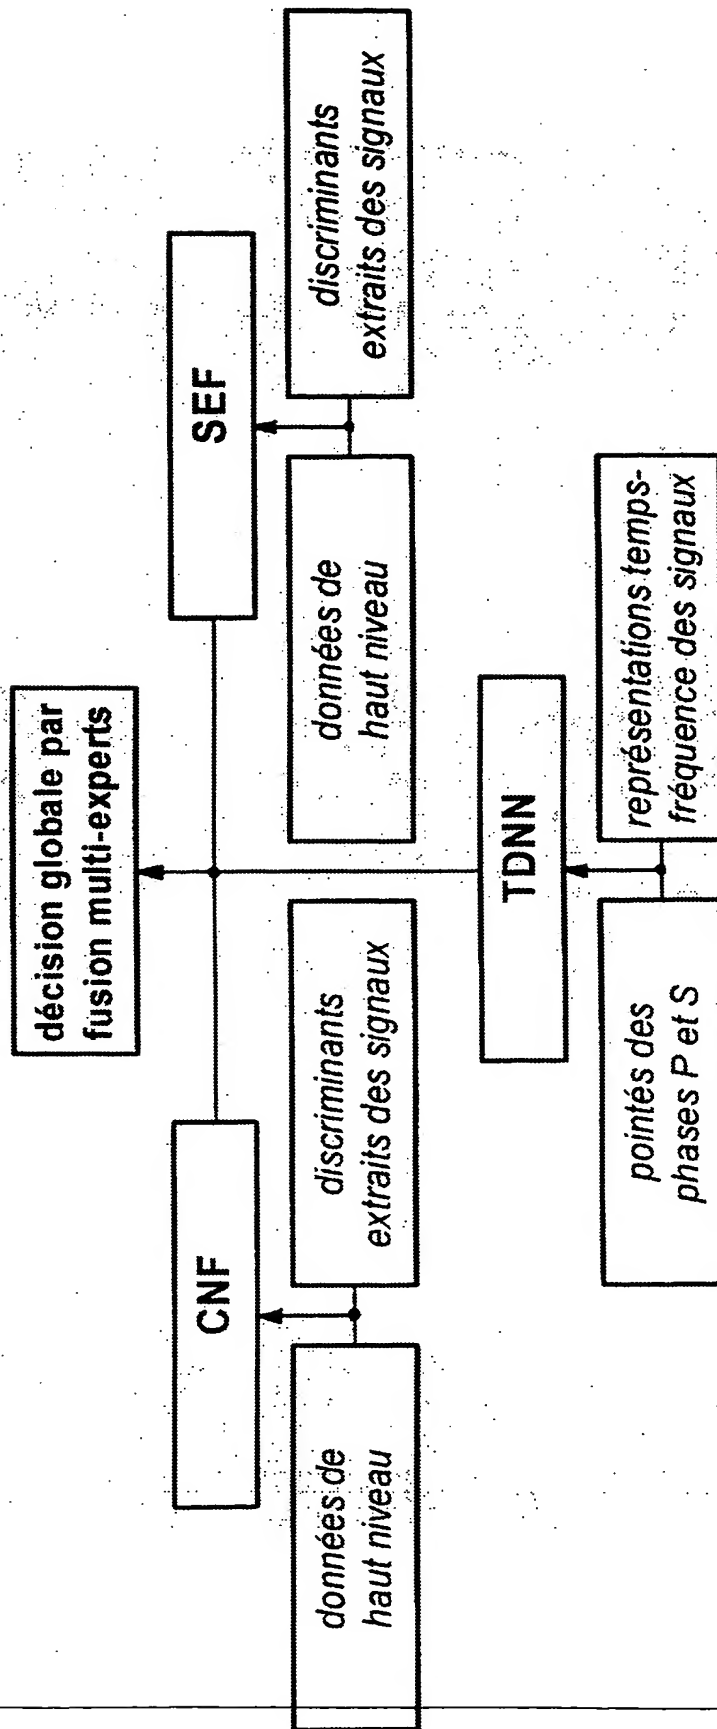 décision globale par
fusion multi-experts
CNF
SEF
données de
haut niveau
discriminants
extraits des signaux
données de
haut niveau
discriminants
extraits des signaux
TDNN
pointés des
phases P et S
représentations temps-
fréquence des signaux